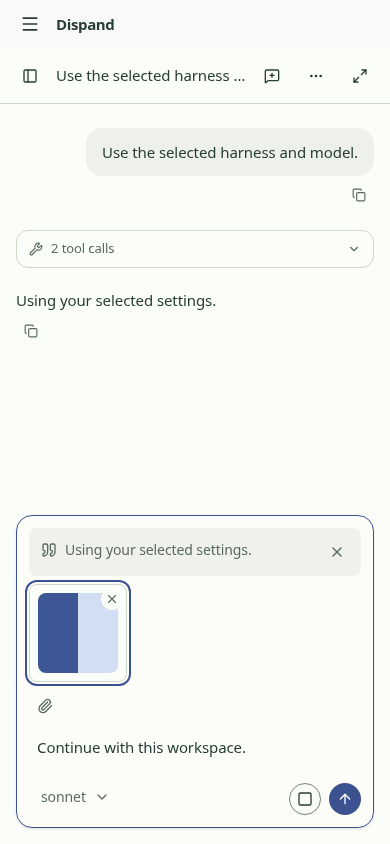 Dispand
Use the selected harness ...
Use the selected harness and model.
2 tool calls
Using your selected settings.
Using your selected settings.
Continue with this workspace.
sonnet